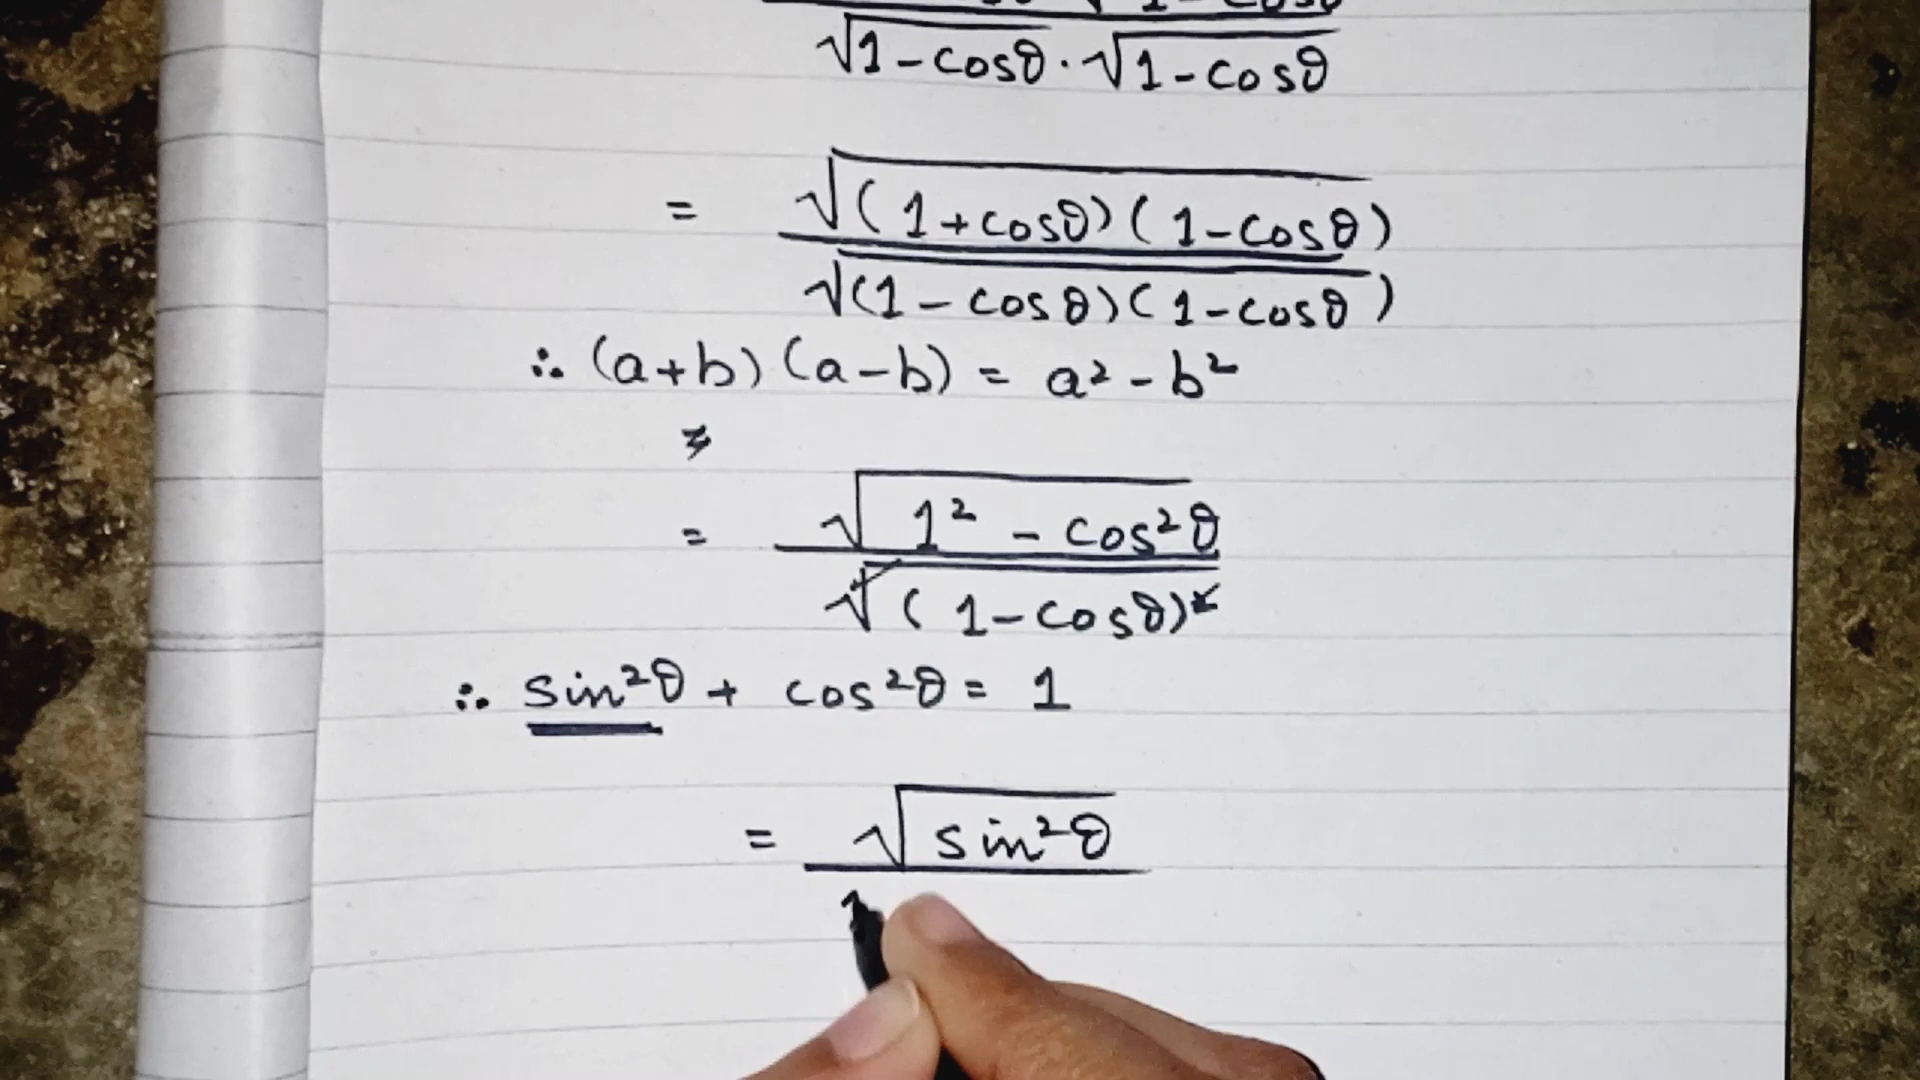 √1-cosθ · √1-cosθ
= √(1+cosθ)(1-cosθ)
√(1-cosθ)(1-cosθ)
∴ (a+b)(a-b) = a² - b²
= √1² - cos²θ
√(1-cosθ)²
∴ sin²θ + cos²θ = 1
= √sin²θ
1